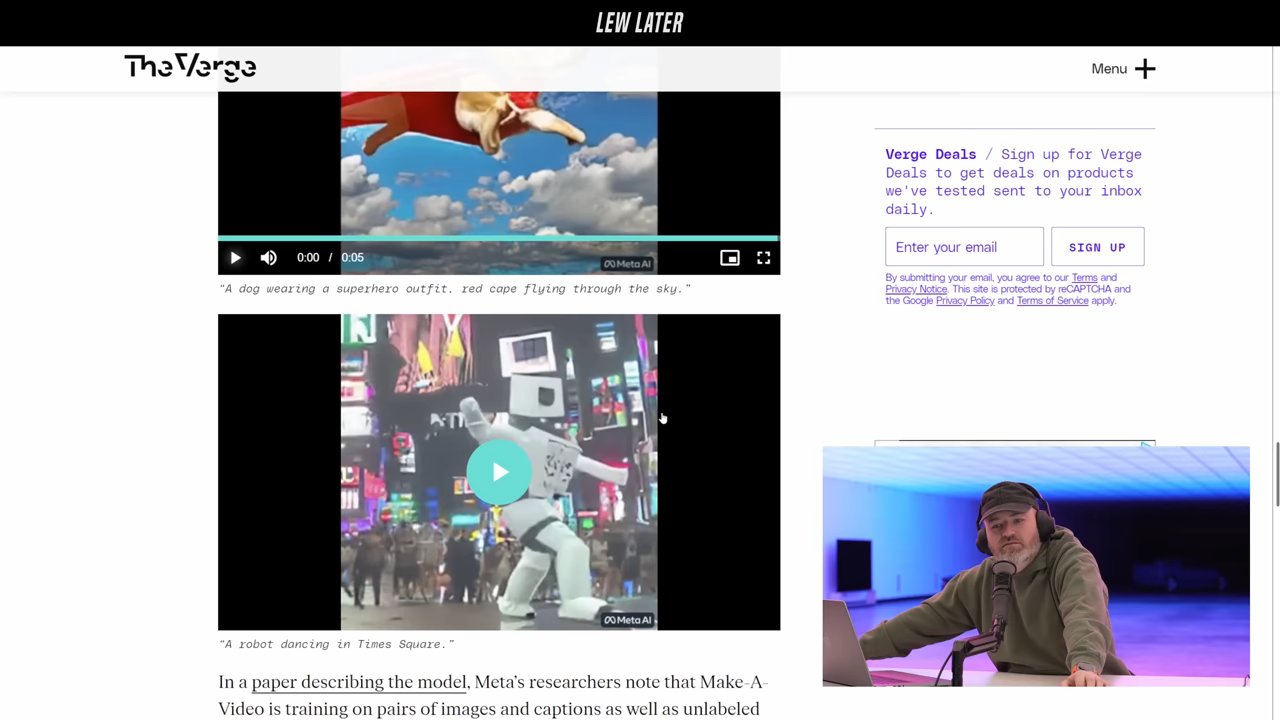 LEW LATER
TheVerge
Menu
Verge Deals / Sign up for Verge
Deals to get deals on products
we've tested sent to your inbox
daily.
Enter your email
SIGN UP
By submitting your email, you agree to our Terms and
Privacy Notice. This site is protected by reCAPTCHA and
the Google Privacy Policy and Terms of Service apply.
0:00 / 0:05
Meta AI
“A dog wearing a superhero outfit, red cape flying through the sky.”
Meta AI
“A robot dancing in Times Square.”
In a paper describing the model, Meta’s researchers note that Make-A-
Video is training on pairs of images and captions as well as unlabeled